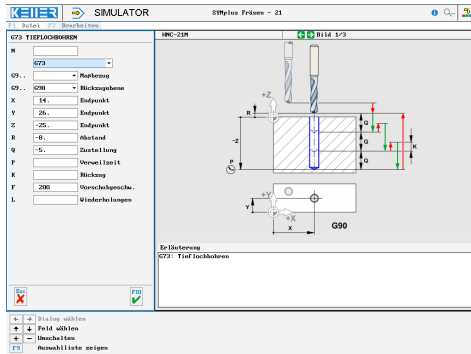 KELLER SIMULATOR SYMplus Fräsen - 21
F1 Datei F2 Bearbeiten
G73 TIEFLOCHBOHREN
N
G73
G9.. Maßbezug
G9.. G98 Rückzugsebene
X 14. Endpunkt
Y 26. Endpunkt
Z -25. Endpunkt
R -8. Abstand
Q -5. Zustellung
P Verweilzeit
K Rückzug
F 200 Vorschubgeschw.
L Wiederholungen
Esc
F10
HNC-21M Bild 1/3
+Z
R
-Z
P
Q
Q
Q
K
+Y
Y
+X
X
G90
Erläuterung
G73: Tieflochbohren
Dialog wählen
Feld wählen
+ - Umschalten
F9 Auswahlliste zeigen